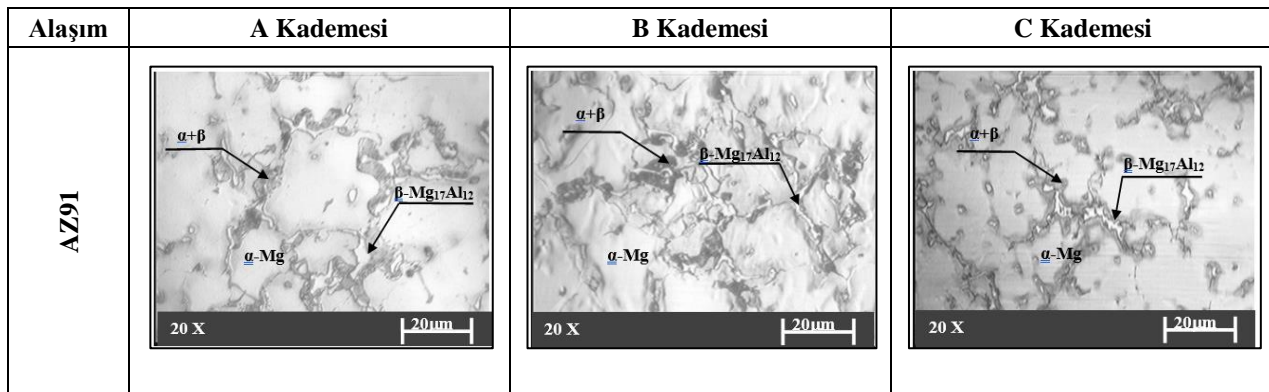 Alaşım A Kademesi B Kademesi C Kademesi
AZ91
α+β
β-Mg₁₇Al₁₂
α-Mg
20 X 20µm
α+β
β-Mg₁₇Al₁₂
α-Mg
20 X 20µm
α+β
β-Mg₁₇Al₁₂
α-Mg
20 X 20µm